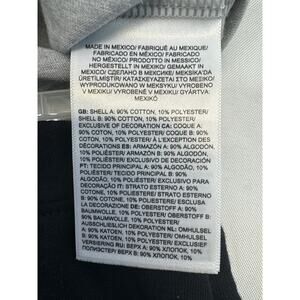 MADE IN MEXICO/ FABRIQUÉ AU MEXIQUE/
FABRICADO EN MÉXICO/ FABRICADO
NO MÉXICO/ PRODOTTO IN MESSICO/
HERGESTELLT IN MEXIKO/ GEMAAKT IN
MEXICO/ СДЕЛАНО В МЕКСИКЕ/ MEKSIKA'DA
ÜRETILMIŞTIR/ KATASKEYAZETAI ΣΤΟ ΜΕΞΙΚΟ/
WYPRODUKOWANO W MEKSYKU/ VYROBENÉ
V MEXIKU/ VYROBENO V MEXIKU/ GYÁRTVA:
MEXIKÓ
GB: SHELL A: 90% COTTON, 10% POLYESTER/
SHELL B: 90% COTTON, 10% POLYESTER/
EXCLUSIVE OF DECORATION CA: COQUE A:
90% COTON, 10% POLYESTER/ COQUE B:
90% COTON, 10% POLYESTER/ À L'EXCEPTION DES
DÉCORATIONS ES: ARMAZÓN A: 90% ALGODÓN,
10% POLIÉSTER/ ARMAZÓN B: 90% ALGODÓN,
10% POLIÉSTER/ EXCLUSIVO DE DECORACIÓN
PT: TECIDO PRINCIPAL A: 90% ALGODÃO, 10%
POLIÉSTER/ TECIDO PRINCIPAL B: 90%
ALGODÃO, 10% POLIÉSTER/ EXCLUSIVO PARA
DECORAÇÃO IT: STRATO ESTERNO A: 90%
COTONE, 10% POLIESTERE/ STRATO ESTERNO
B: 90% COTONE, 10% POLIESTERE/ ESCLUSA
LA DECORAZIONE DE: OBERSTOFF A: 90%
BAUMWOLLE, 10% POLYESTER/ OBERSTOFF B:
90% BAUMWOLLE, 10% POLYESTER/
AUSSCHLIESSLICH DEKORATION NL: OMHULSEL
A: 90% KATOEN, 10% POLYESTER/ OMHULSEL
B: 90% KATOEN, 10% POLYESTER/ EXCLUSIEF
VERSIERING RU: ВЕРХ А: 90% ХЛОПОК, 10%
ПОЛИЭСТЕР/ ВЕРХ В: 90% ХЛОПОК, 10%